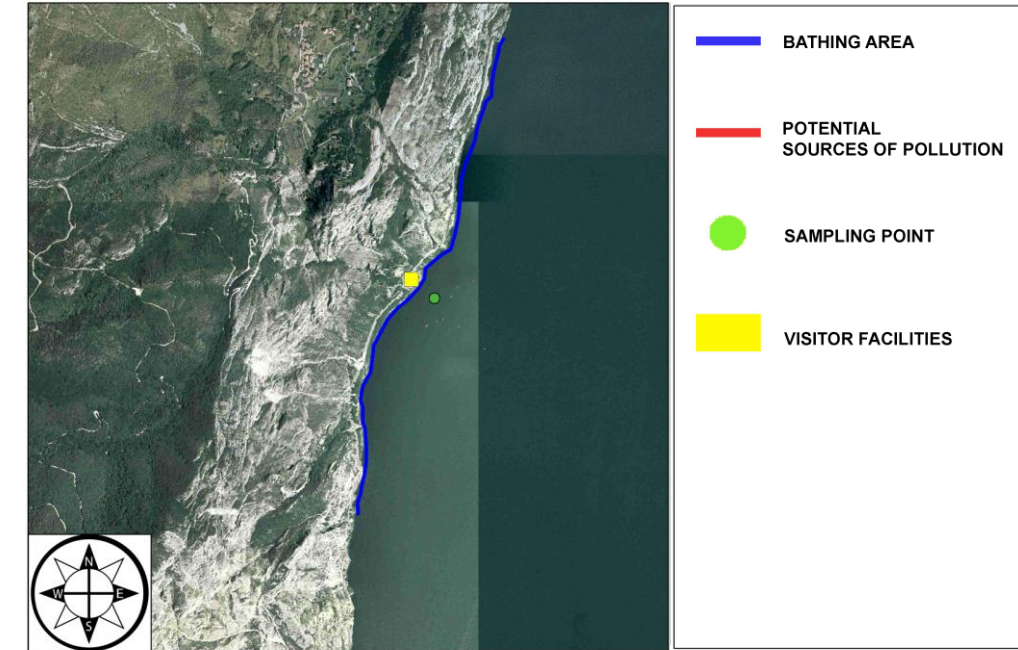 BATHING AREA
POTENTIAL
SOURCES OF POLLUTION
SAMPLING POINT
VISITOR FACILITIES
N
W E
S